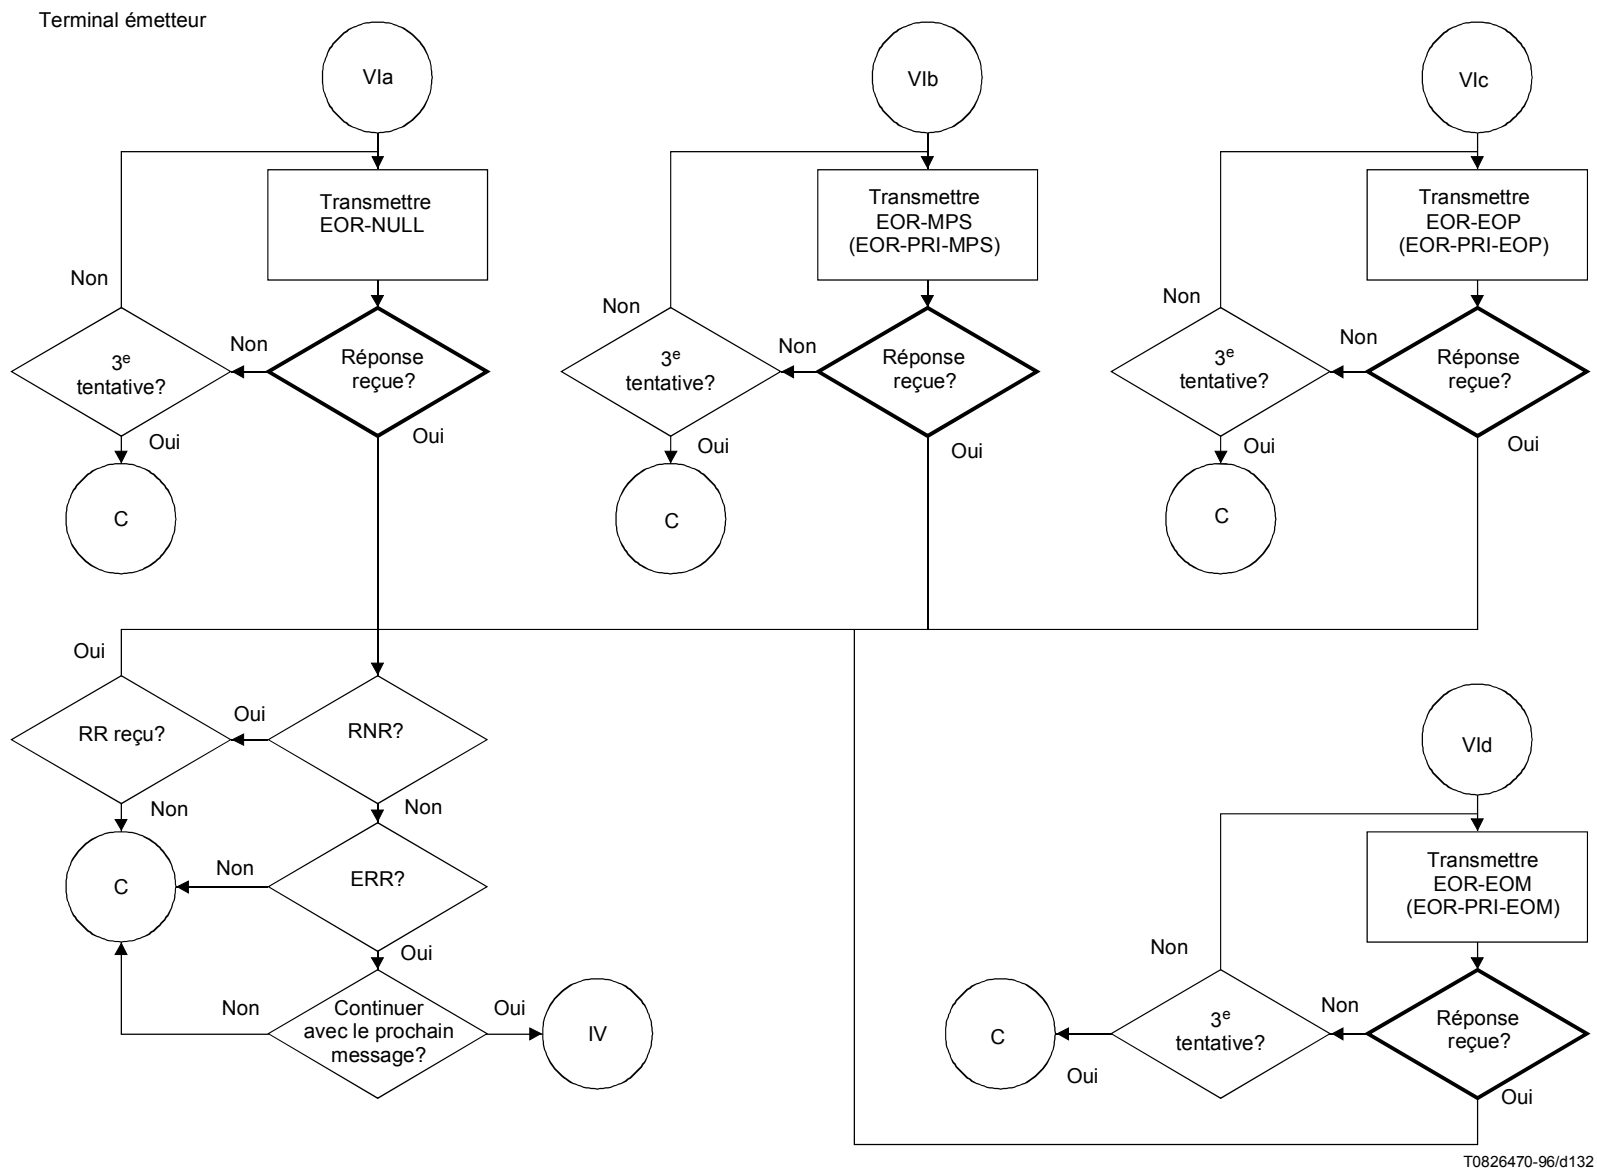 Terminal émetteur
VIa
VIb
VIc
Transmettre
EOR-NULL
Transmettre
EOR-MPS
(EOR-PRI-MPS)
Transmettre
EOR-EOP
(EOR-PRI-EOP)
Non
3e
tentative?
Non
Réponse
reçue?
Oui
Oui
C
Non
3e
tentative?
Non
Réponse
reçue?
Oui
Oui
C
Non
3e
tentative?
Non
Réponse
reçue?
Oui
Oui
C
Oui
RR reçu?
Oui
RNR?
Non
Non
C
Non
ERR?
Oui
Non
Continuer
avec le prochain
message?
Oui
IV
VId
Transmettre
EOR-EOM
(EOR-PRI-EOM)
Non
C
Oui
3e
tentative?
Non
Réponse
reçue?
Oui
T0826470-96/d132